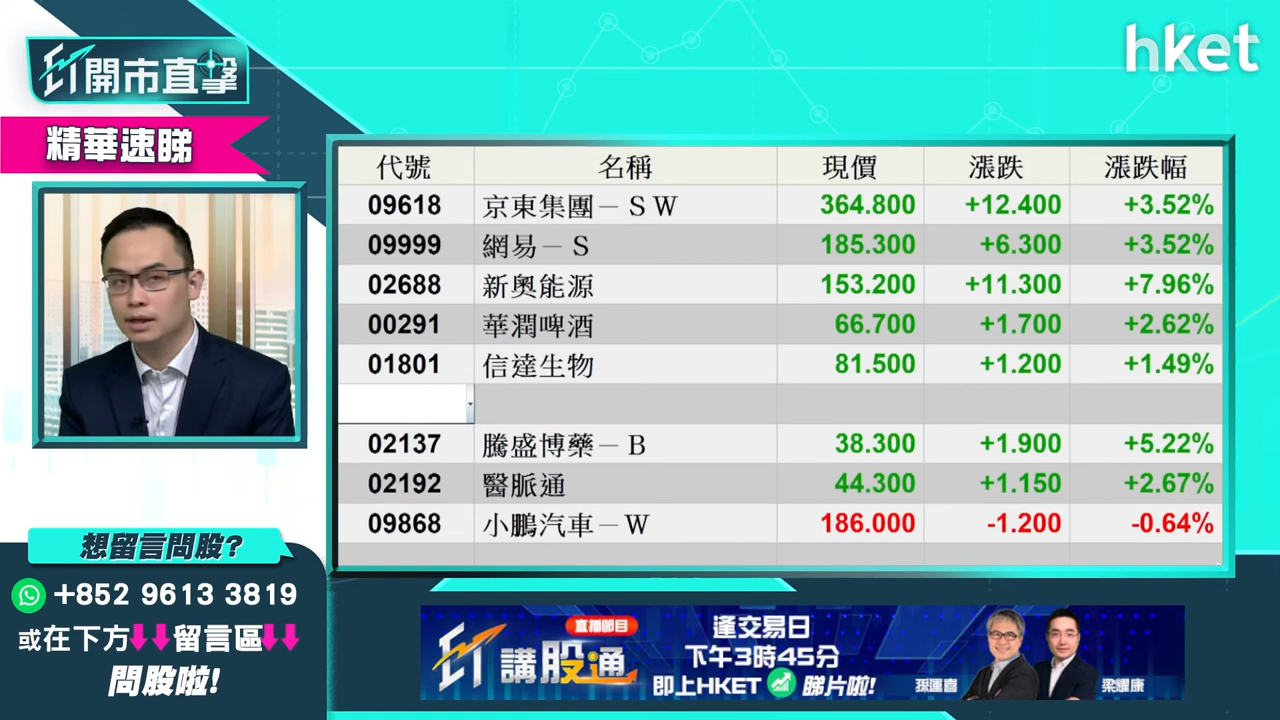 ET開市直擊
hket
精華速睇
代號 名稱 現價 漲跌 漲跌幅
09618 京東集團－ＳＷ 364.800 +12.400 +3.52%
09999 網易－Ｓ 185.300 +6.300 +3.52%
02688 新奧能源 153.200 +11.300 +7.96%
00291 華潤啤酒 66.700 +1.700 +2.62%
01801 信達生物 81.500 +1.200 +1.49%
02137 騰盛博藥－Ｂ 38.300 +1.900 +5.22%
02192 醫脈通 44.300 +1.150 +2.67%
09868 小鵬汽車－Ｗ 186.000 -1.200 -0.64%
想留言問股?
+852 9613 3819
或在下方⬇⬇留言區⬇⬇
問股啦!
ET講股通
直播節目
逢交易日
下午3時45分
即上HKET 睇片啦!
孫運喜
梁耀康